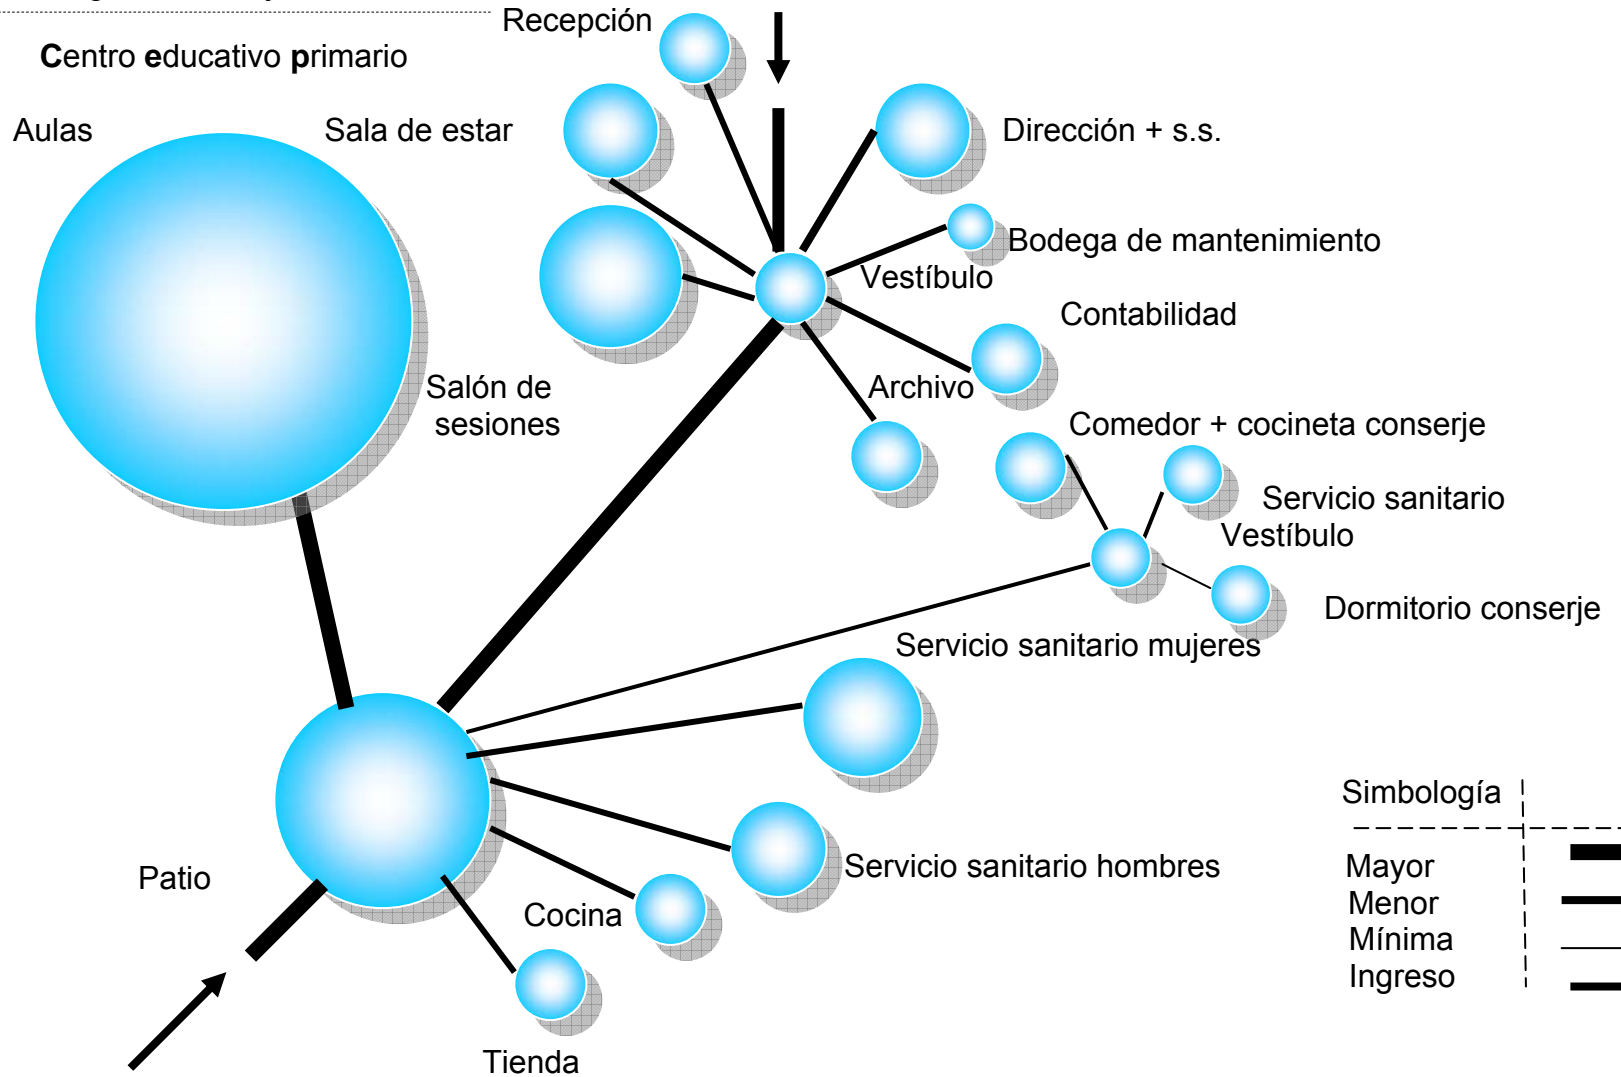 Recepción
Centro educativo primario
Aulas
Sala de estar
Dirección + s.s.
Bodega de mantenimiento
Vestíbulo
Contabilidad
Salón de
sesiones
Archivo
Comedor + cocineta conserje
Servicio sanitario
Vestíbulo
Dormitorio conserje
Servicio sanitario mujeres
Simbología
Servicio sanitario hombres
Mayor
Menor
Mínima
Ingreso
Patio
Cocina
Tienda